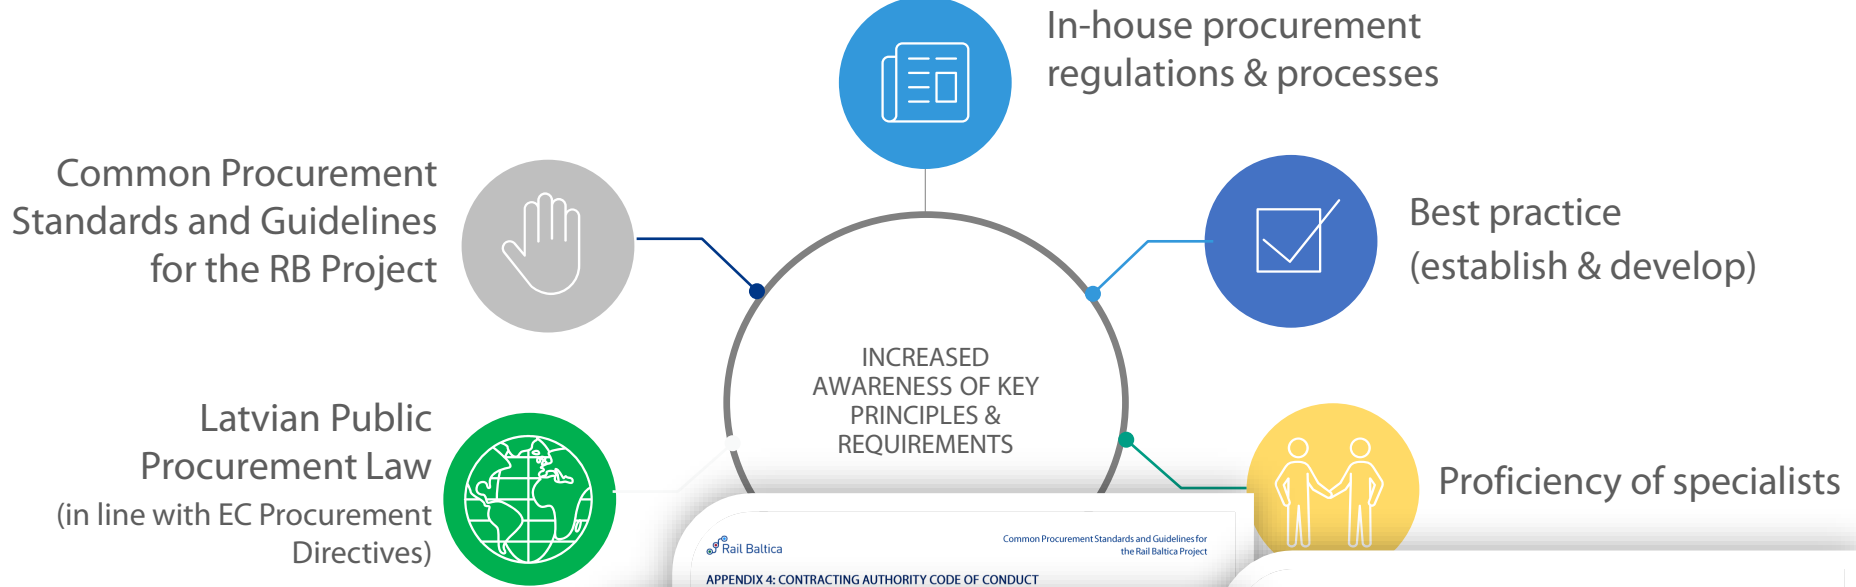 In-house procurement
regulations & processes
Common Procurement
Standards and Guidelines
for the RB Project
Best practice
(establish & develop)
INCREASED
AWARENESS OF KEY
PRINCIPLES &
REQUIREMENTS
Latvian Public
Procurement Law
(in line with EC Procurement
Directives)
Proficiency of specialists
Rail Baltica
Common Procurement Standards and Guidelines for
the Rail Baltica Project
APPENDIX 4: CONTRACTING AUTHORITY CODE OF CONDUCT